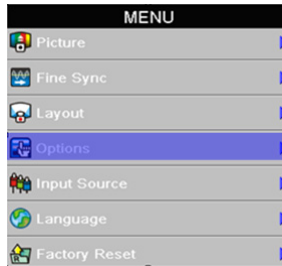 MENU
Picture
Fine Sync
Layout
Options
Input Source
Language
Factory Reset